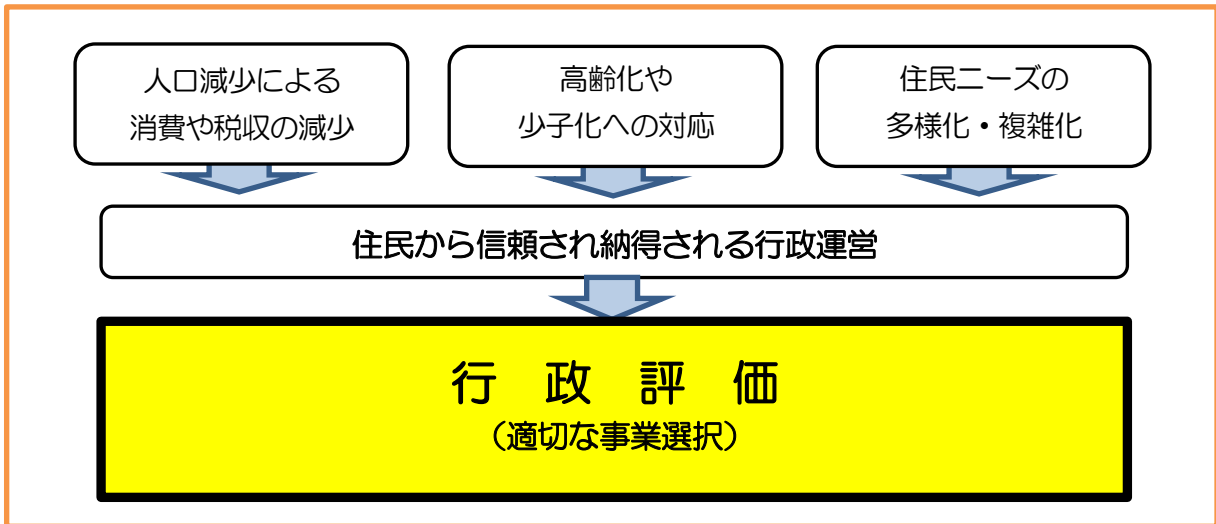 人口減少による
消費や税収の減少
高齢化や
少子化への対応
住民ニーズの
多様化・複雑化
住民から信頼され納得される行政運営
行 政 評 価
（適切な事業選択）